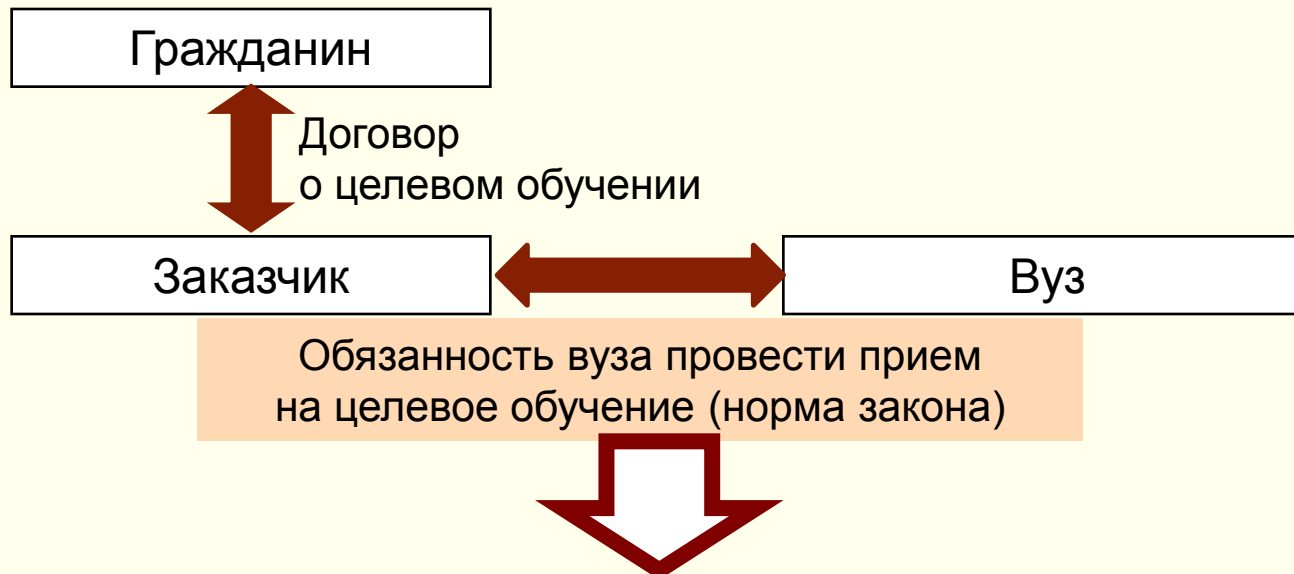 Гражданин
Договор
о целевом обучении
Заказчик
Вуз
Обязанность вуза провести прием
на целевое обучение (норма закона)